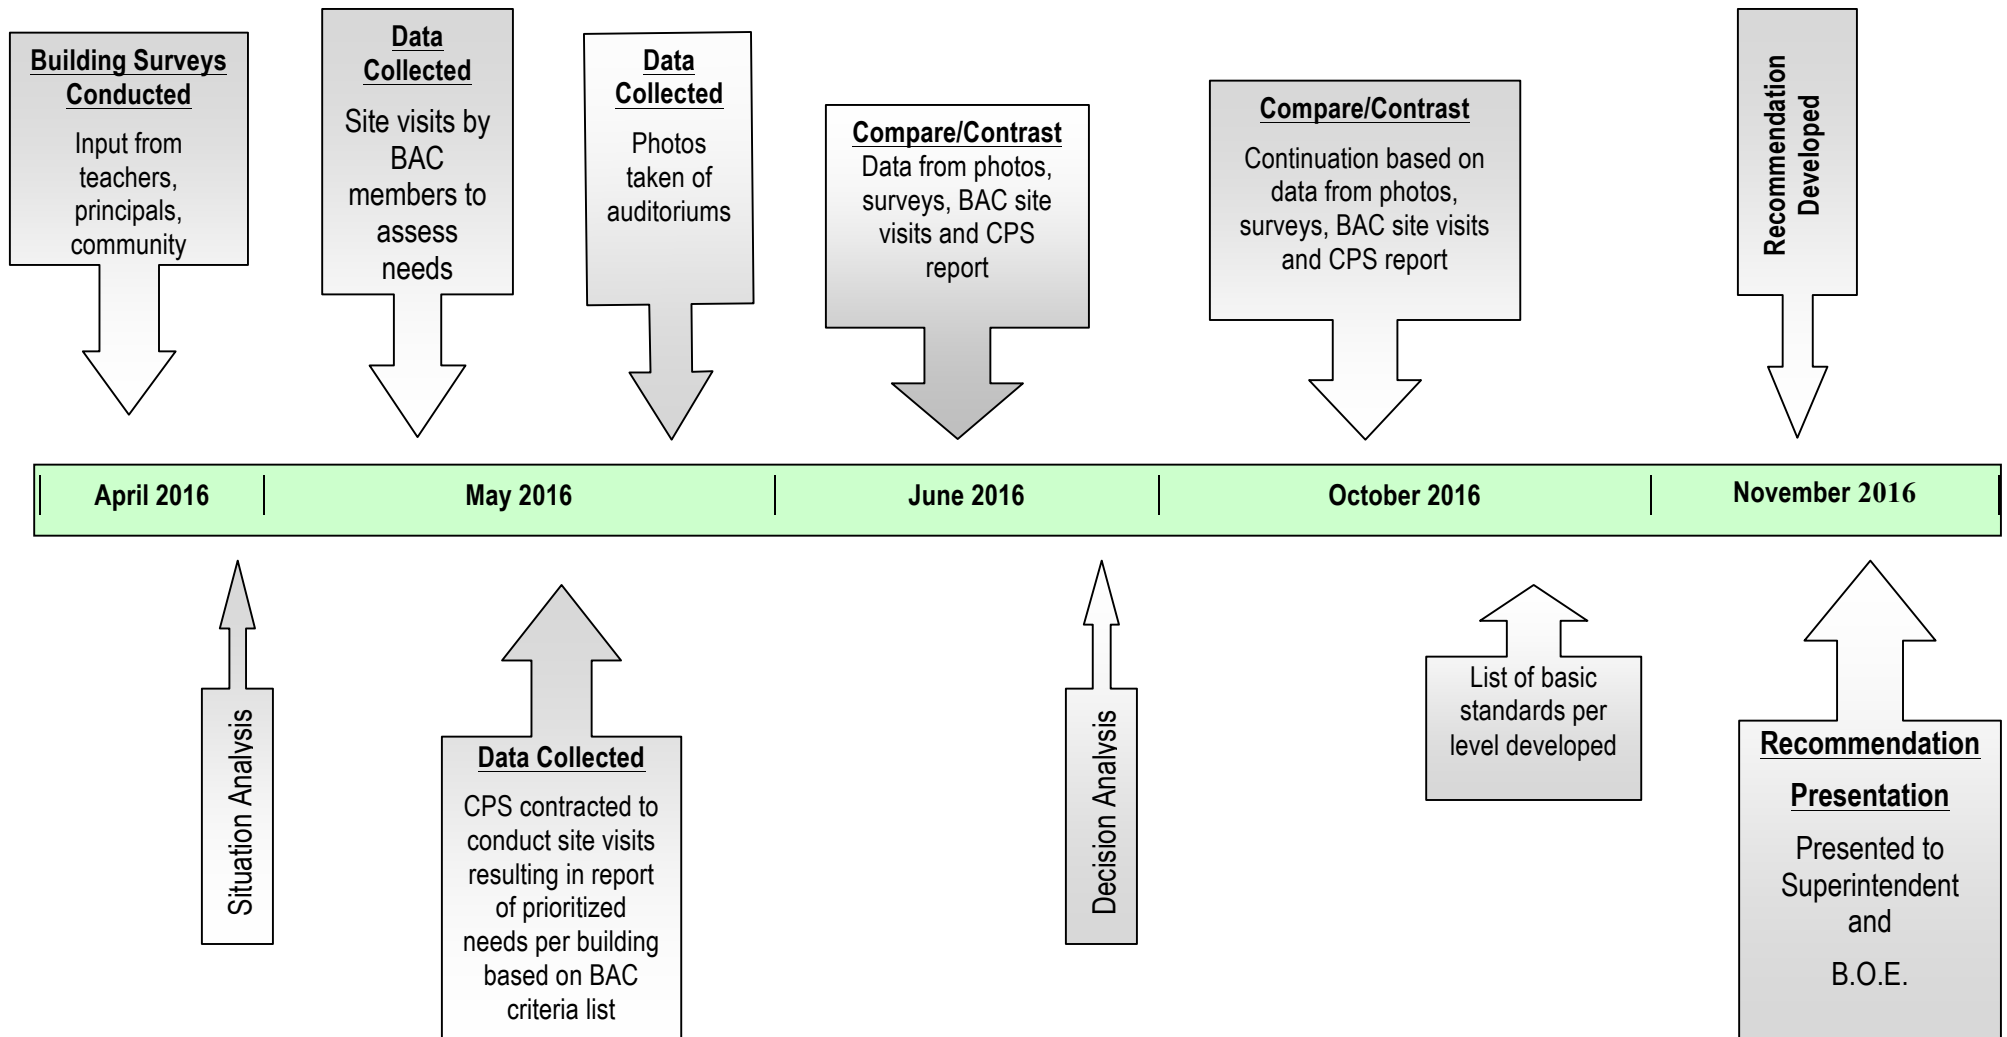 Building Surveys
Conducted
Input from
teachers,
principals,
community
Data
Collected
Site visits by
BAC
members to
assess
needs
Data
Collected
Photos
taken of
auditoriums
Compare/Contrast
Data from photos,
surveys, BAC site
visits and CPS
report
Compare/Contrast
Continuation based on
data from photos,
surveys, BAC site visits
and CPS report
Recommendation
Developed
April 2016
May 2016
June 2016
October 2016
November 2016
Situation Analysis
Data Collected
CPS contracted to
conduct site visits
resulting in report
of prioritized
needs per building
based on BAC
criteria list
Decision Analysis
List of basic
standards per
level developed
Recommendation
Presentation
Presented to
Superintendent
and
B.O.E.